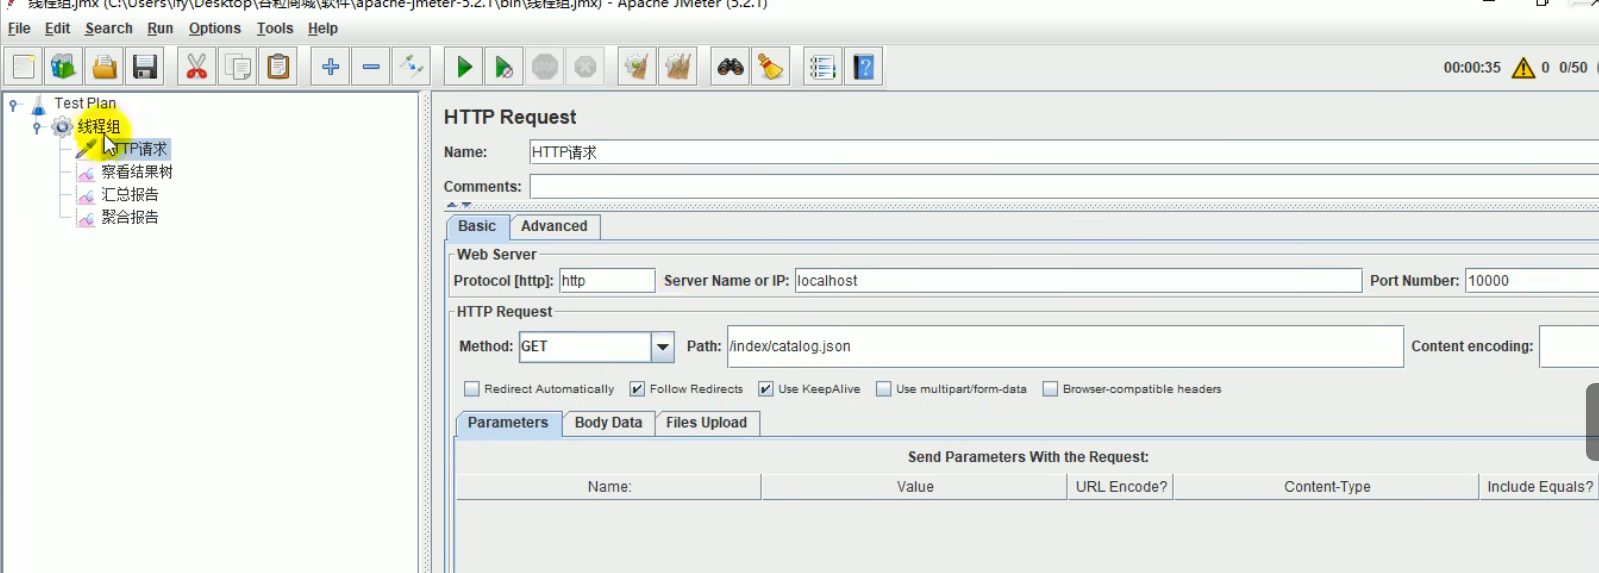 线程组.jmx (C:\Users\lfy\Desktop\谷粒商城\软件\apache-jmeter-5.2.1\bin\线程组.jmx) - Apache JMeter (5.2.1)
File Edit Search Run Options Tools Help
00:00:35 0 0/50
Test Plan
线程组
HTTP请求
察看结果树
汇总报告
聚合报告
HTTP Request
Name: HTTP请求
Comments:
Basic Advanced
Web Server
Protocol [http]: http Server Name or IP: localhost Port Number: 10000
HTTP Request
Method: GET Path: /index/catalog.json Content encoding:
Redirect Automatically Follow Redirects Use KeepAlive Use multipart/form-data Browser-compatible headers
Parameters Body Data Files Upload
Send Parameters With the Request:
Name: Value URL Encode? Content-Type Include Equals?